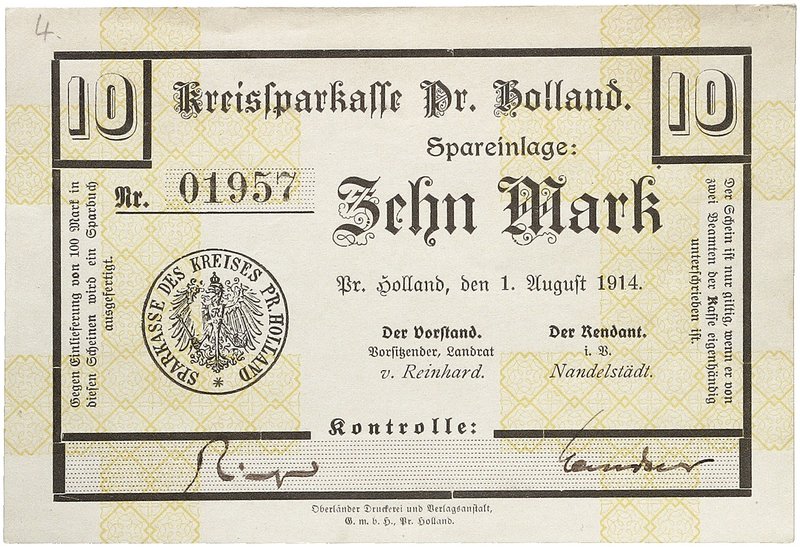 4.
10
10
Kreissparkasse Pr. Holland.
Spareinlage:
Nr. 01957
Zehn Mark
Pr. Holland, den 1. August 1914.
Gegen Einlieferung von 100 Mark in
diesen Scheinen wird ein Sparbuch
ausgefertigt.
Der Schein ist nur giltig, wenn er von
zwei Beamten der Kasse eigenhändig
unterschrieben ist.
SPARKASSE DES KREISES PR. HOLLAND
*
Der Vorstand.
Vorsitzender, Landrat
v. Reinhard.
Der Rendant.
i. V.
Nandelstädt.
Kontrolle:
Oberländer Druckerei und Verlagsanstalt,
G. m. b. H., Pr. Holland.